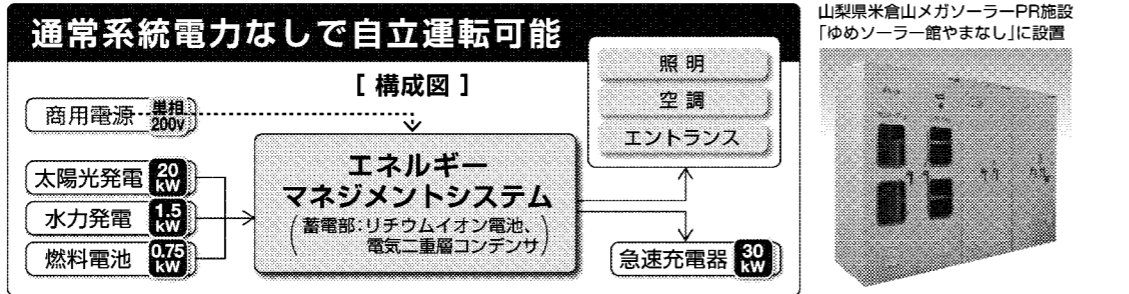 通常系統電力なしで自立運転可能
[ 構成図 ]
商用電源 単相 200v
太陽光発電 20 kW
水力発電 1.5 kW
燃料電池 0.75 kW
エネルギー
マネジメントシステム
(蓄電部:リチウムイオン電池、
電気二重層コンデンサ)
照 明
空 調
エントランス
急速充電器 30 kW
山梨県米倉山メガソーラーPR施設
「ゆめソーラー館やまなし」に設置